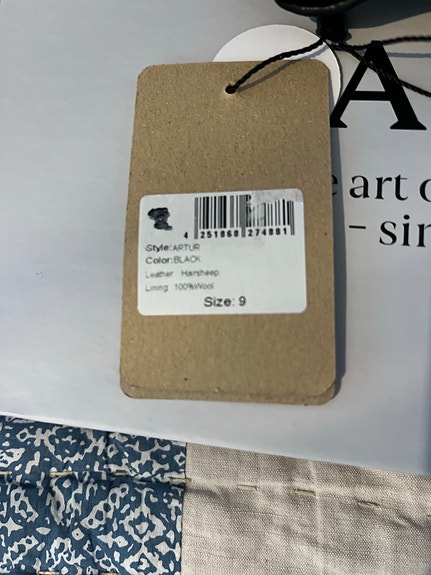 A
e art o
– sin
4 251868 274881
Style:ARTUR
Color:BLACK
Leather Hairsheep
Lining 100%Wool
Size: 9